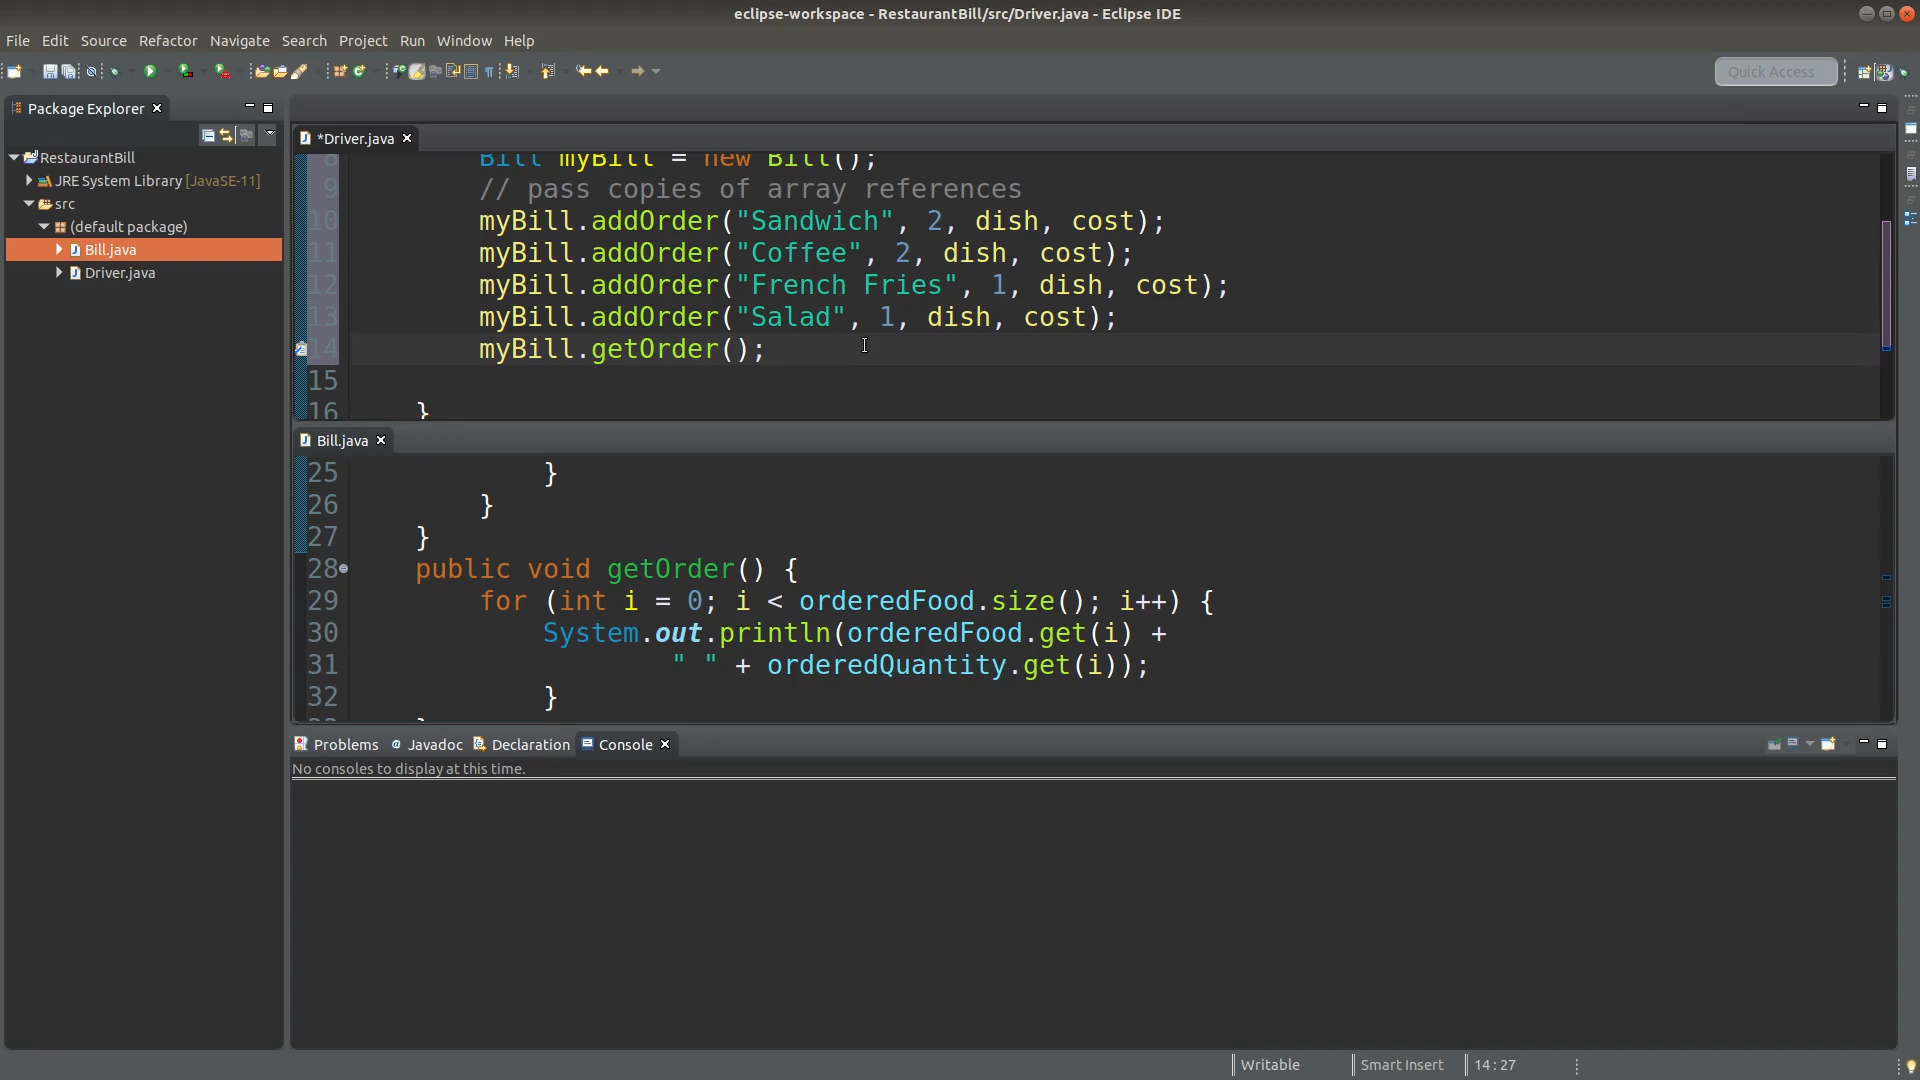 eclipse-workspace - RestaurantBill/src/Driver.java - Eclipse IDE
File Edit Source Refactor Navigate Search Project Run Window Help
Quick Access
Package Explorer
RestaurantBill
JRE System Library [JavaSE-11]
src
(default package)
Bill.java
Driver.java
*Driver.java
8 Bill myBill = new Bill();
9 // pass copies of array references
10 myBill.addOrder("Sandwich", 2, dish, cost);
11 myBill.addOrder("Coffee", 2, dish, cost);
12 myBill.addOrder("French Fries", 1, dish, cost);
13 myBill.addOrder("Salad", 1, dish, cost);
14 myBill.getOrder();
15
16 }
Bill.java
25 }
26 }
27 }
28 public void getOrder() {
29 for (int i = 0; i < orderedFood.size(); i++) {
30 System.out.println(orderedFood.get(i) +
31 " " + orderedQuantity.get(i));
32 }
Problems Javadoc Declaration Console
No consoles to display at this time.
Writable Smart Insert 14:27